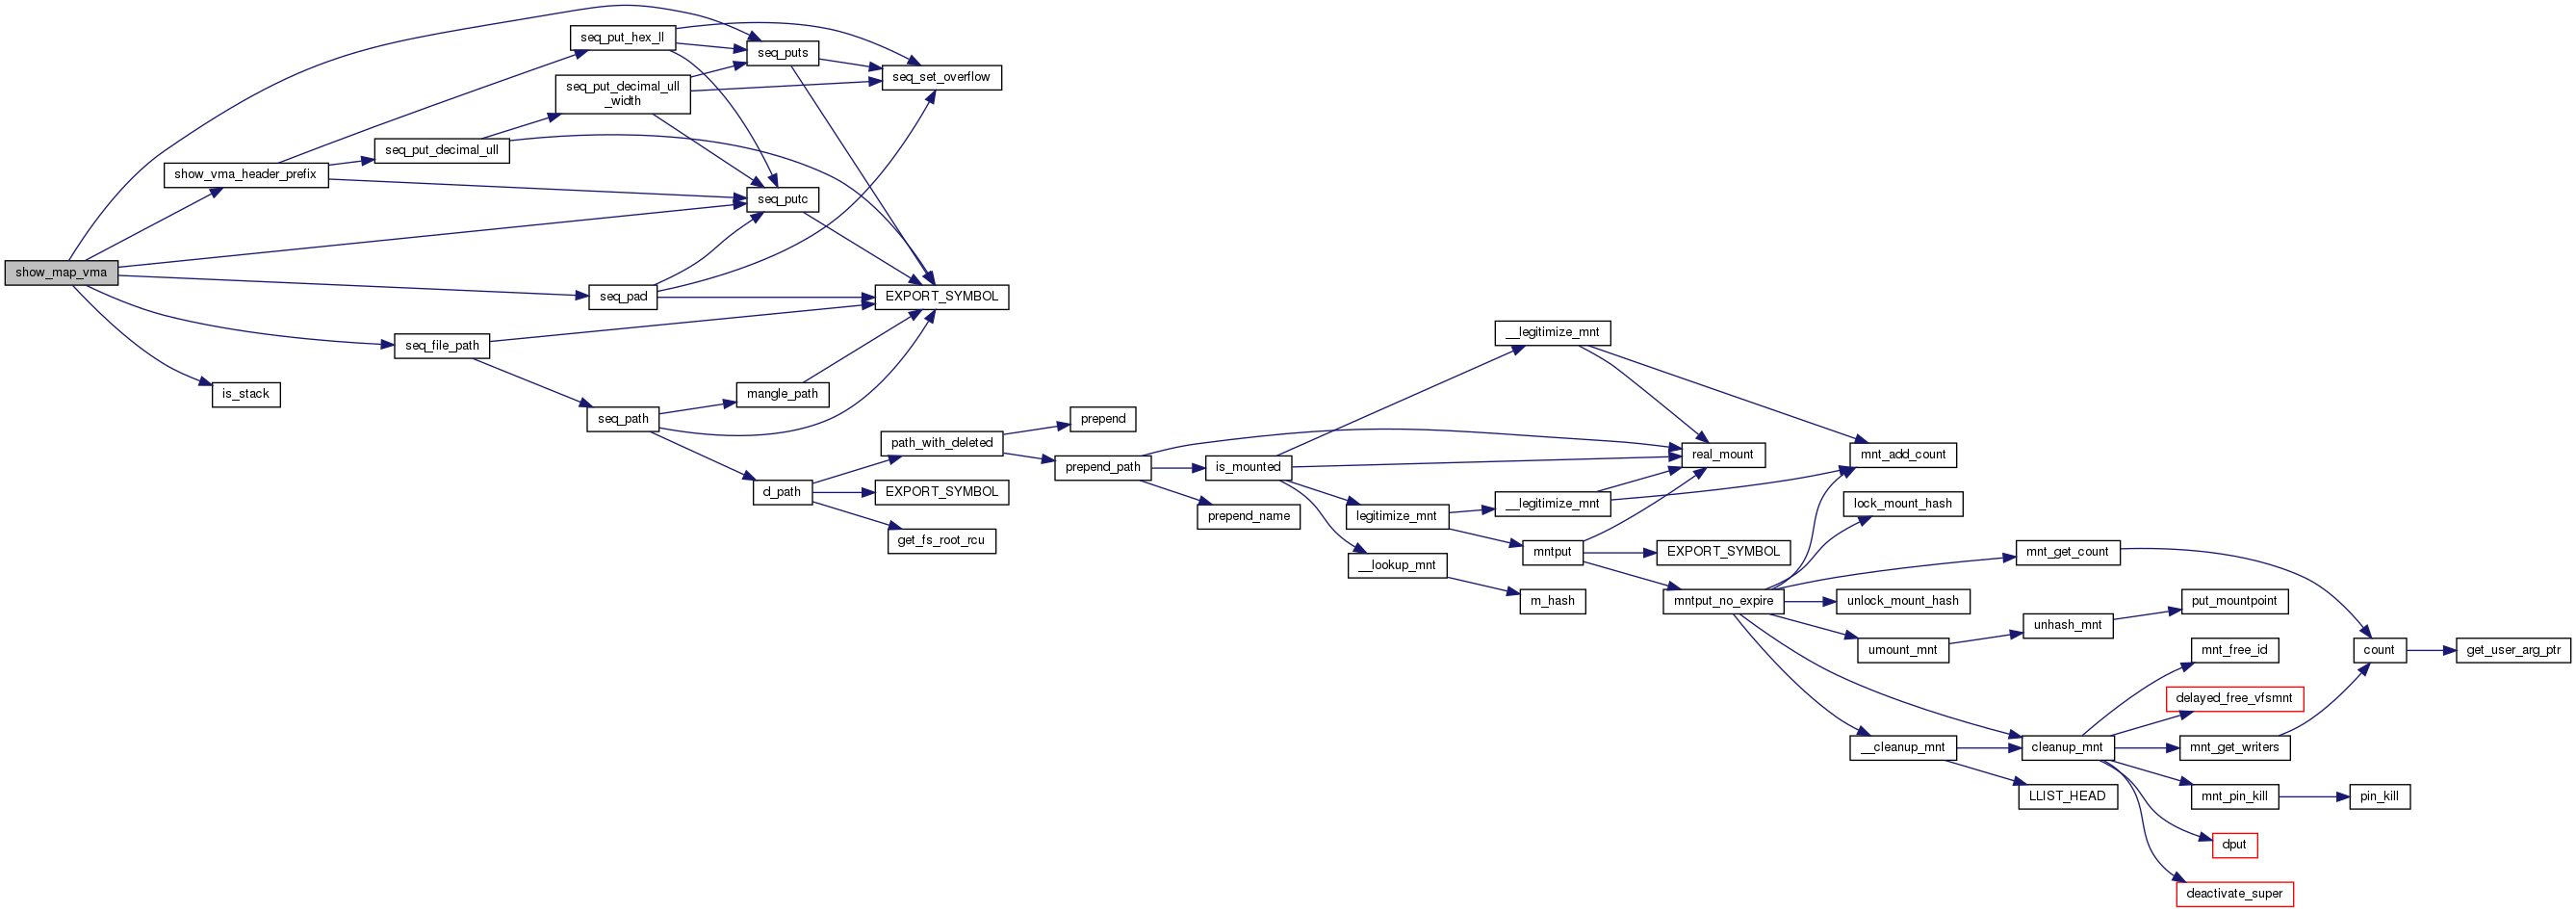 show_map_vma
show_vma_header_prefix
is_stack
seq_put_decimal_ull
seq_file_path
seq_put_hex_ll
seq_put_decimal_ull
_width
seq_pad
seq_path
seq_puts
seq_putc
mangle_path
d_path
seq_set_overflow
EXPORT_SYMBOL
path_with_deleted
EXPORT_SYMBOL
get_fs_root_rcu
prepend
prepend_path
is_mounted
prepend_name
legitimize_mnt
__lookup_mnt
__legitimize_mnt
__legitimize_mnt
mntput
m_hash
real_mount
EXPORT_SYMBOL
mntput_no_expire
mnt_add_count
lock_mount_hash
unlock_mount_hash
umount_mnt
__cleanup_mnt
mnt_get_count
unhash_mnt
cleanup_mnt
LLIST_HEAD
put_mountpoint
mnt_free_id
delayed_free_vfsmnt
mnt_get_writers
mnt_pin_kill
dput
deactivate_super
count
pin_kill
get_user_arg_ptr